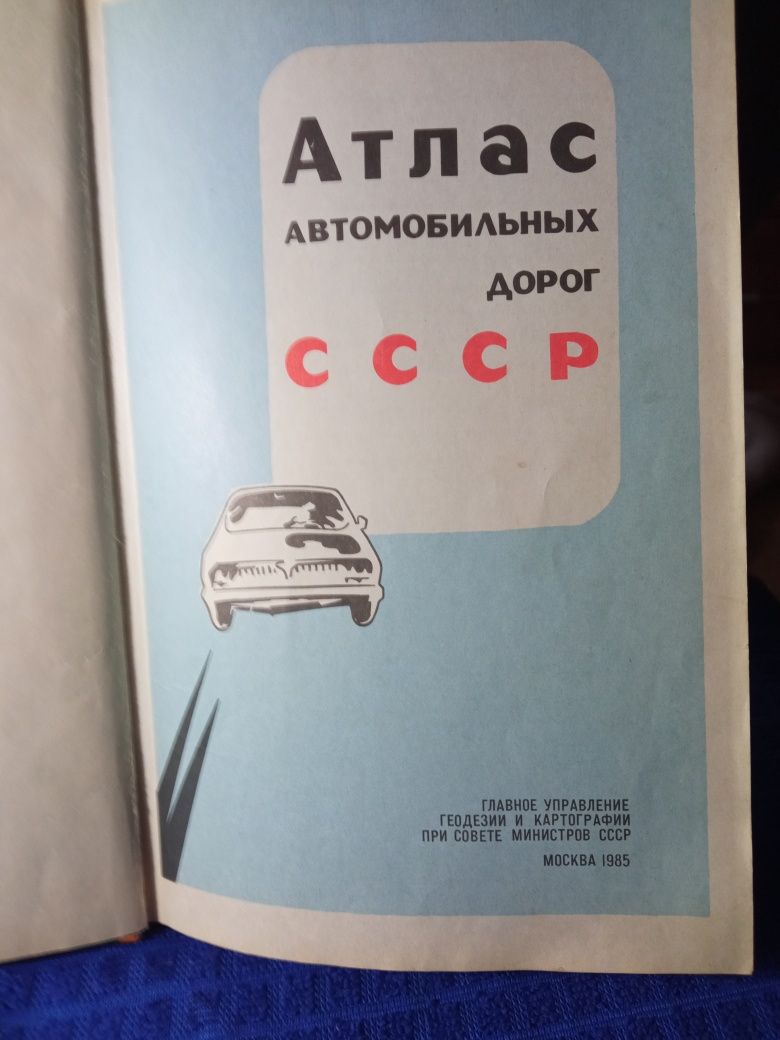 Атлас
АВТОМОБИЛЬНЫХ
ДОРОГ
СССР
ГЛАВНОЕ УПРАВЛЕНИЕ
ГЕОДЕЗИИ И КАРТОГРАФИИ
ПРИ СОВЕТЕ МИНИСТРОВ СССР
МОСКВА 1985